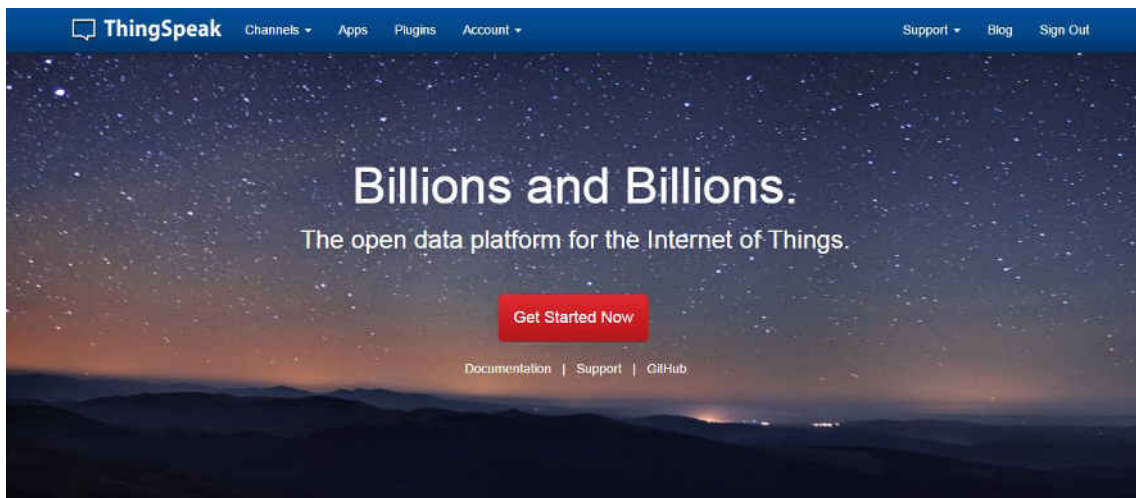 ThingSpeak Channels Apps Plugins Account Support Blog Sign Out
Billions and Billions.
The open data platform for the Internet of Things.
Get Started Now
Documentation | Support | GitHub